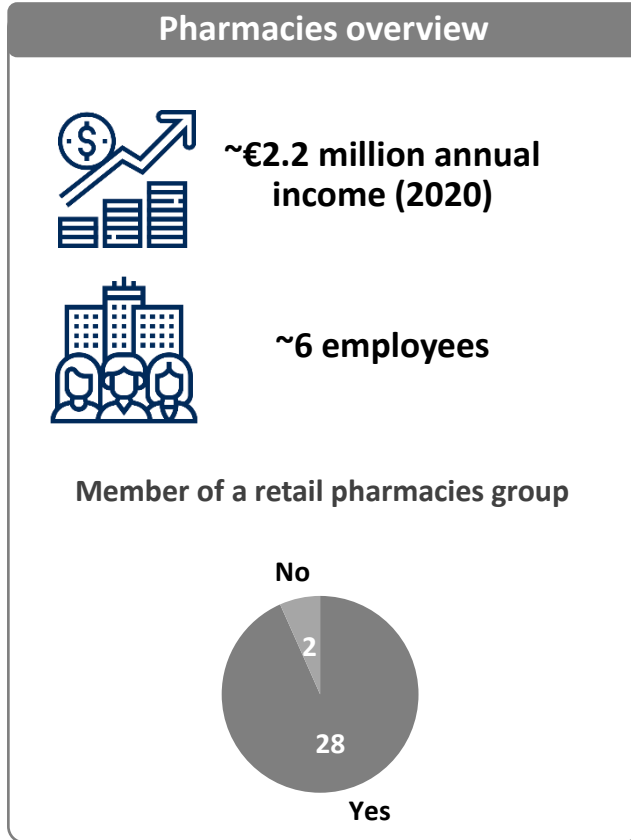 Pharmacies overview
$
~€2.2 million annual
income (2020)
~6 employees
Member of a retail pharmacies group
No
2
28
Yes